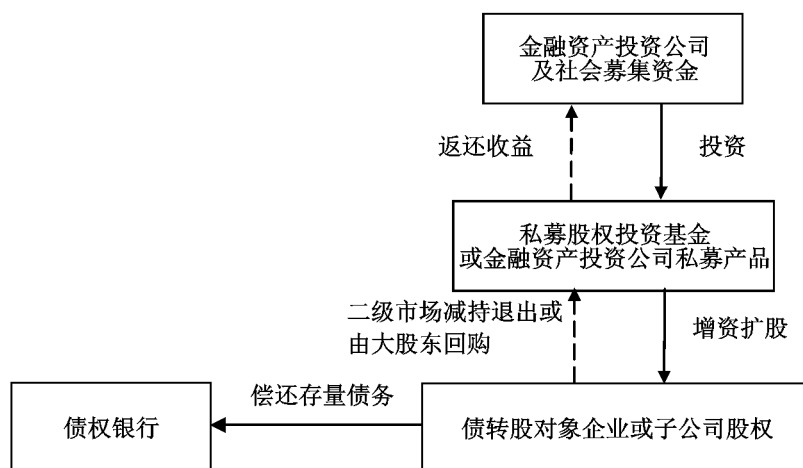 金融资产投资公司
及社会募集资金
返还收益
投资
私募股权投资基金
或金融资产投资公司私募产品
二级市场减持退出或
由大股东回购
增资扩股
偿还存量债务
债权银行
债转股对象企业或子公司股权